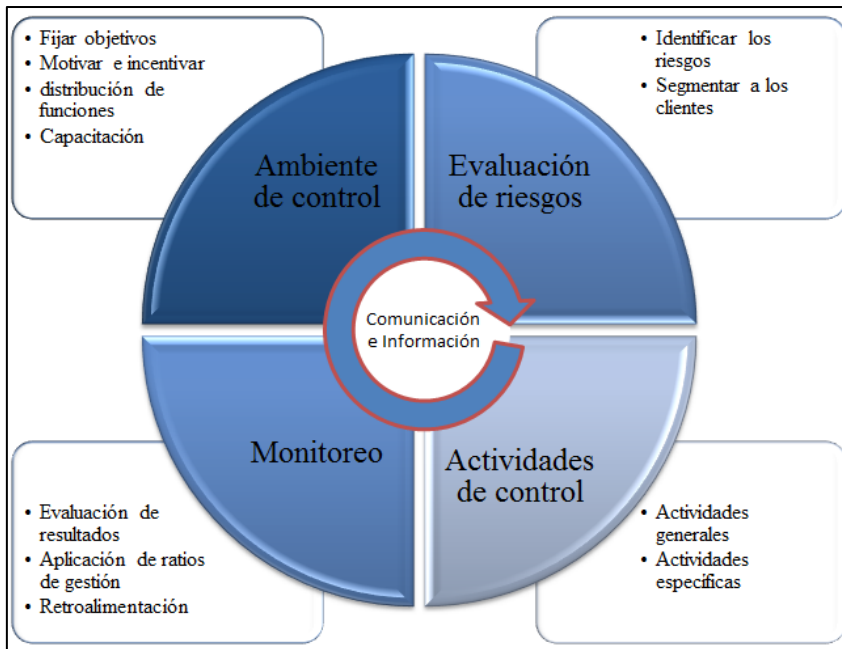 • Fijar objetivos
• Motivar e incentivar
• distribución de
funciones
• Capacitación
• Identificar los
riesgos
• Segmentar a los
clientes
Ambiente
de control
Evaluación
de riesgos
Comunicación
e Información
Monitoreo
Actividades
de control
• Evaluación de
resultados
• Aplicación de ratios
de gestión
• Retroalimentación
• Actividades
generales
• Actividades
especificas